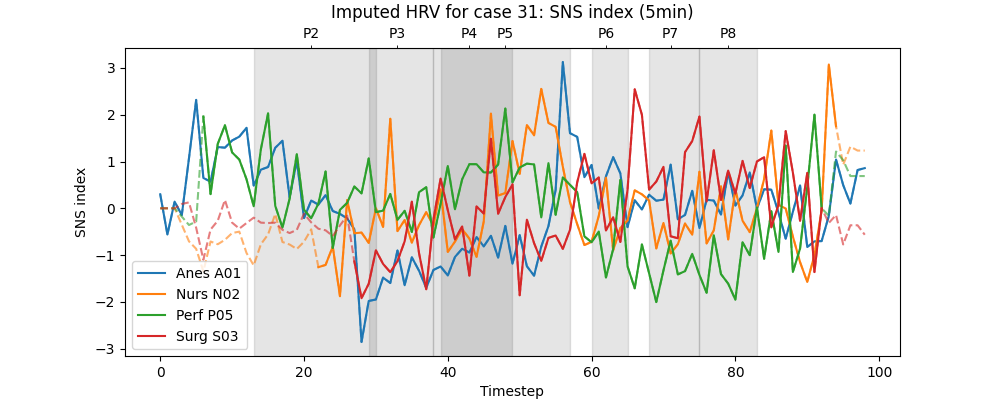 Imputed HRV for case 31: SNS index (5min)
P2 P3 P4 P5 P6 P7 P8
SNS index
3
2
1
0
−1
−2
−3
Anes A01
Nurs N02
Perf P05
Surg S03
0 20 40 60 80 100
Timestep